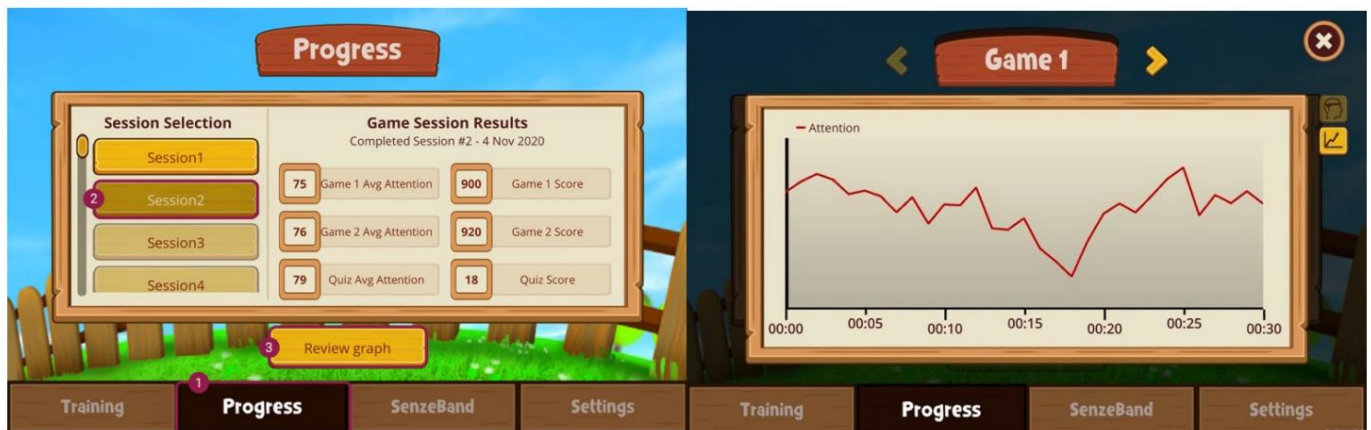 Progress
Session Selection
Session1
2
Session2
Session3
Session4
Game Session Results
Completed Session #2 - 4 Nov 2020
75 Game 1 Avg Attention 900 Game 1 Score
76 Game 2 Avg Attention 920 Game 2 Score
79 Quiz Avg Attention 18 Quiz Score
3 Review graph
1
Training Progress SenzeBand Settings
Game 1
Attention
00:00 00:05 00:10 00:15 00:20 00:25 00:30
Training Progress SenzeBand Settings